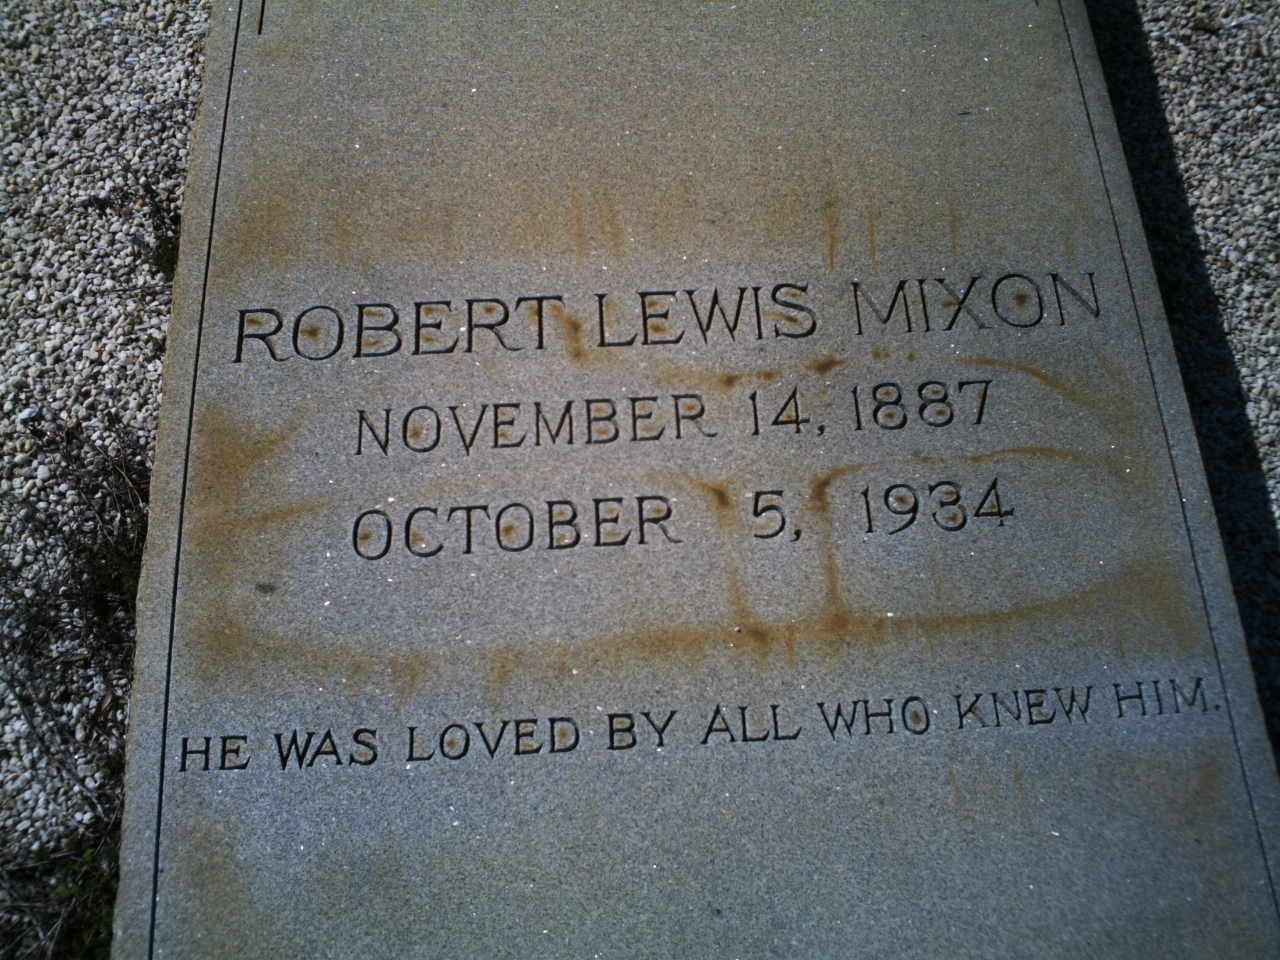 ROBERT LEWIS MIXON
NOVEMBER 14, 1887
OCTOBER 5, 1934
HE WAS LOVED BY ALL WHO KNEW HIM.